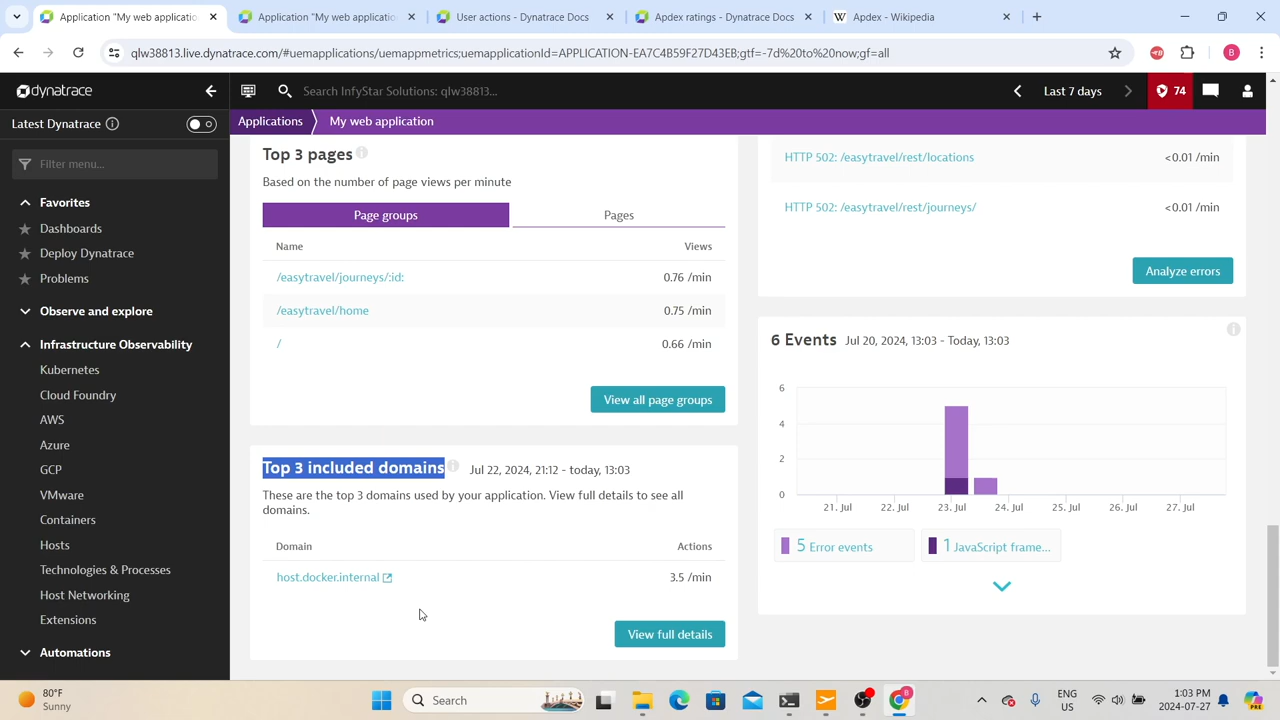 Application "My web applicatio
Application "My web applicatio
User actions - Dynatrace Docs
Apdex ratings - Dynatrace Docs
Apdex - Wikipedia
qlw38813.live.dynatrace.com/#uemapplications/uemappmetrics;uemapplicationId=APPLICATION-EA7C4B59F27D43EB;gtf=-7d%20to%20now;gf=all
B
dynatrace
Search InfyStar Solutions: qlw38813...
Last 7 days
74
Latest Dynatrace
Applications
My web application
Filter menu...
Favorites
Dashboards
Deploy Dynatrace
Problems
Observe and explore
Infrastructure Observability
Kubernetes
Cloud Foundry
AWS
Azure
GCP
VMware
Containers
Hosts
Technologies & Processes
Host Networking
Extensions
Automations
Top 3 pages
Based on the number of page views per minute
Page groups
Pages
Name Views
/easytravel/journeys/:id: 0.76 /min
/easytravel/home 0.75 /min
/ 0.66 /min
View all page groups
Top 3 included domains Jul 22, 2024, 21:12 - today, 13:03
These are the top 3 domains used by your application. View full details to see all
domains.
Domain Actions
host.docker.internal 3.5 /min
View full details
HTTP 502: /easytravel/rest/locations <0.01 /min
HTTP 502: /easytravel/rest/journeys/ <0.01 /min
Analyze errors
6 Events Jul 20, 2024, 13:03 - Today, 13:03
6
4
2
0
21. Jul 22. Jul 23. Jul 24. Jul 25. Jul 26. Jul 27. Jul
5 Error events
1 JavaScript frame...
80°F
Sunny
Search
ENG
US
1:03 PM
2024-07-27